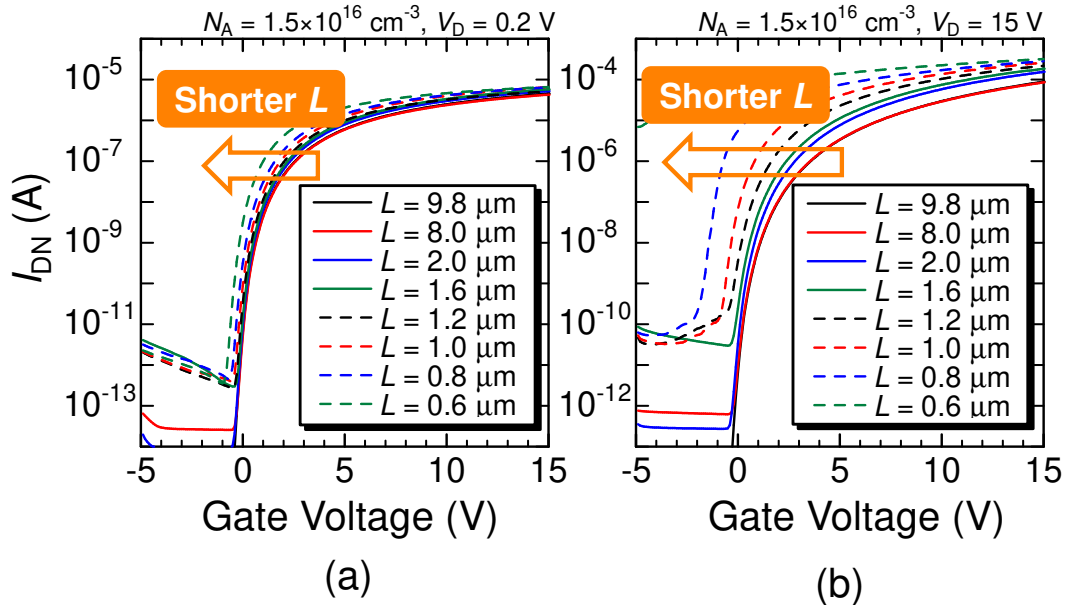 N_A = 1.5×10^16 cm^-3, V_D = 0.2 V
10^-5
10^-7
10^-9
10^-11
10^-13
I_DN (A)
Shorter L
L = 9.8 μm
L = 8.0 μm
L = 2.0 μm
L = 1.6 μm
L = 1.2 μm
L = 1.0 μm
L = 0.8 μm
L = 0.6 μm
-5 0 5 10 15
Gate Voltage (V)
(a)
N_A = 1.5×10^16 cm^-3, V_D = 15 V
10^-4
10^-6
10^-8
10^-10
10^-12
Shorter L
L = 9.8 μm
L = 8.0 μm
L = 2.0 μm
L = 1.6 μm
L = 1.2 μm
L = 1.0 μm
L = 0.8 μm
L = 0.6 μm
-5 0 5 10 15
Gate Voltage (V)
(b)